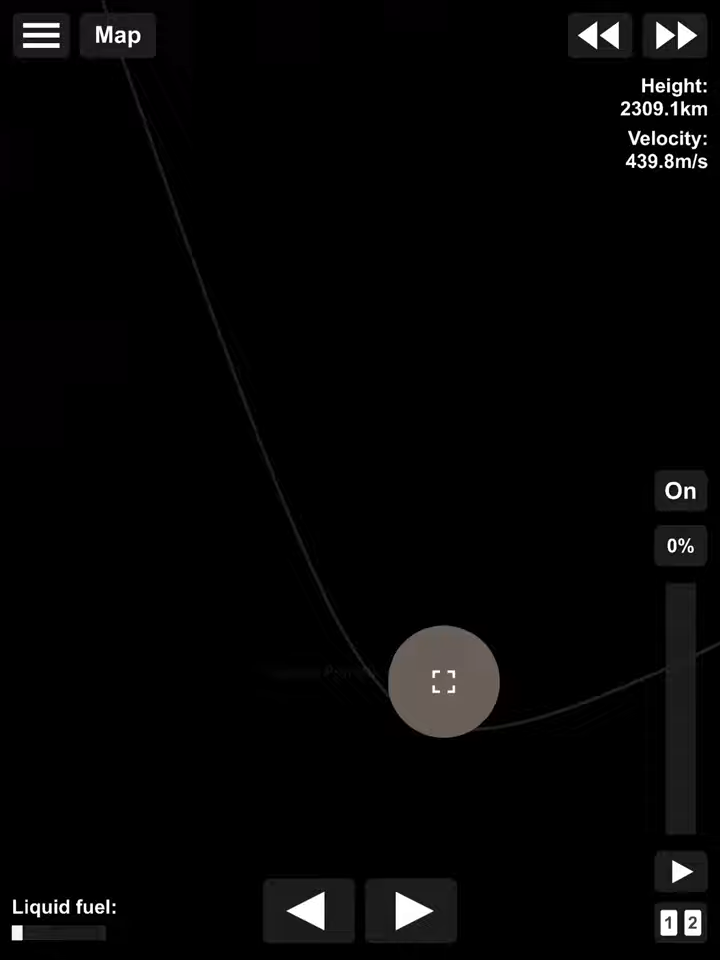 Map
Height:
2309.1km
Velocity:
439.8m/s
On
0%
Liquid fuel:
1 2